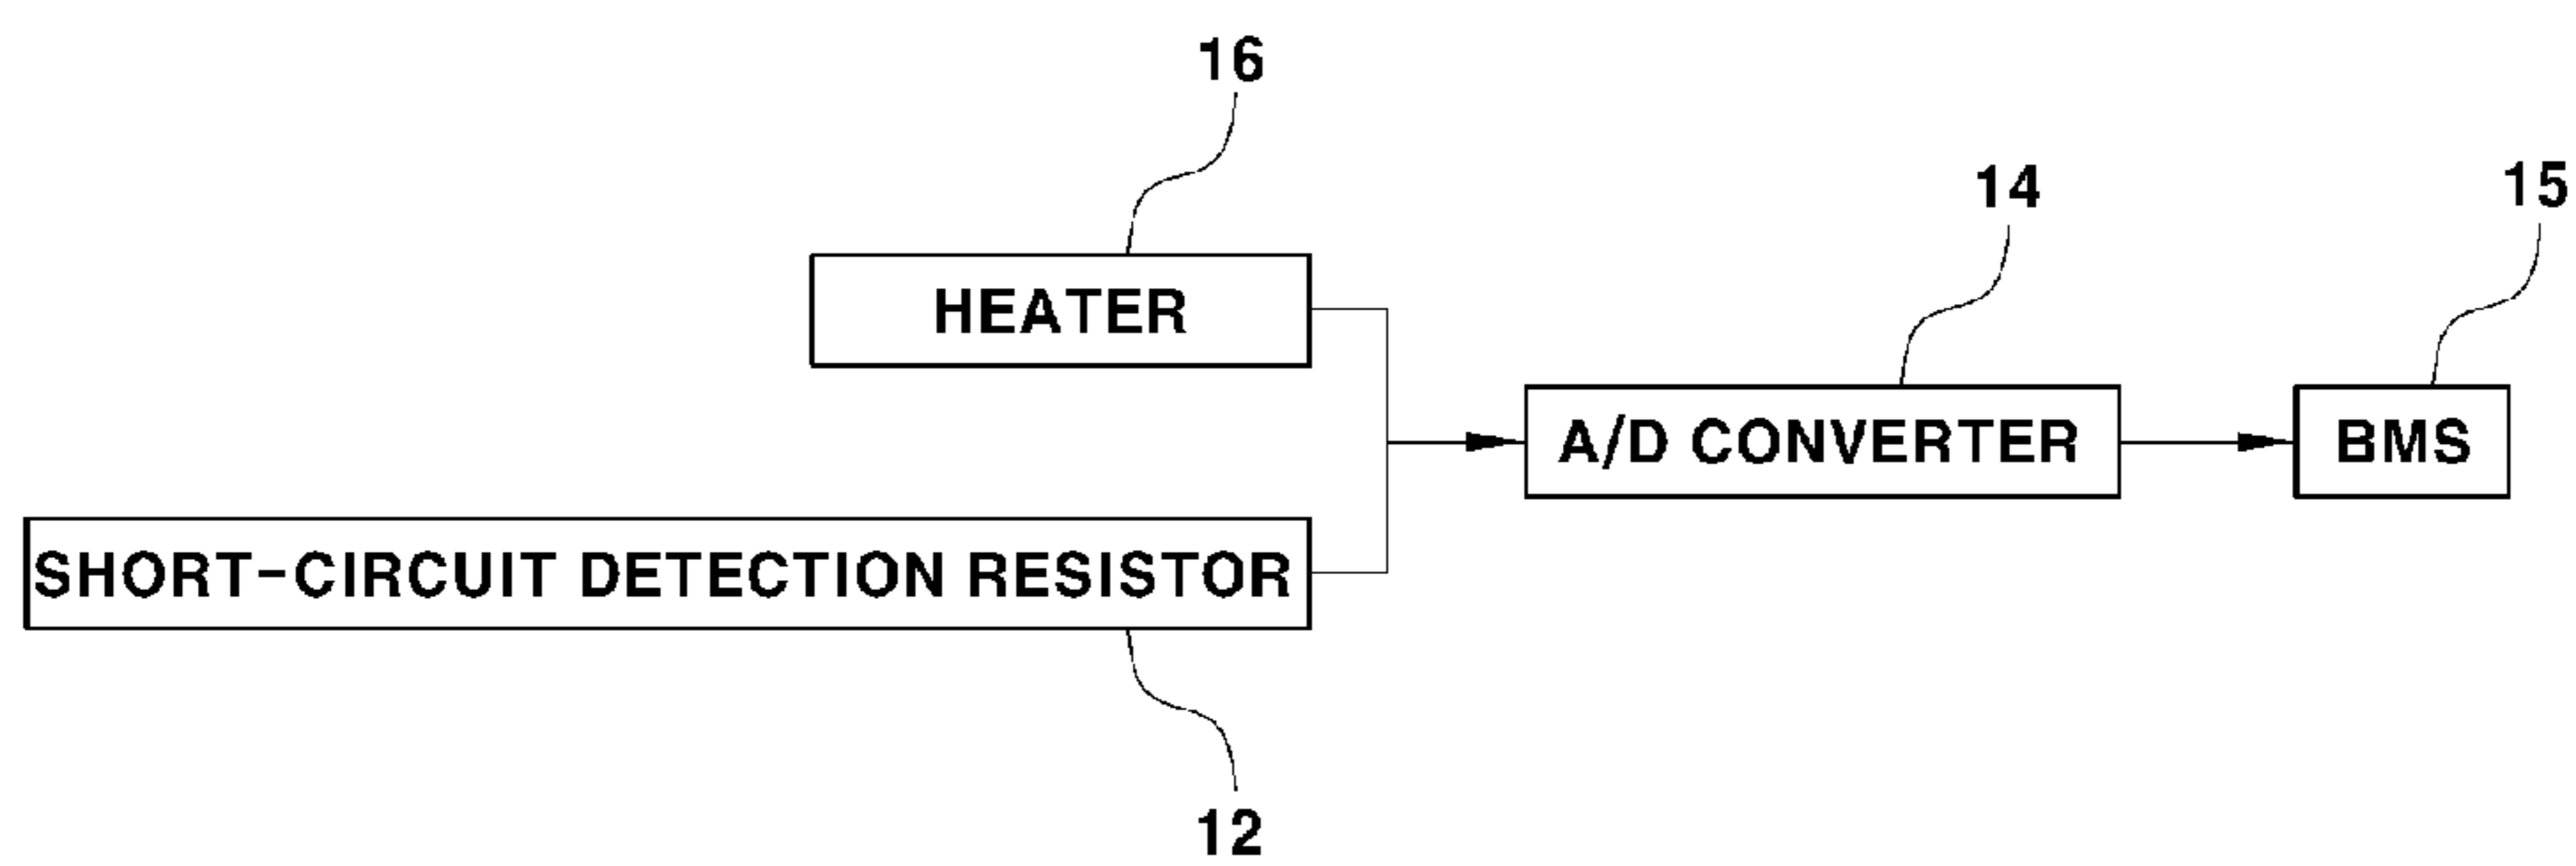 16
14
15
HEATER
A/D CONVERTER
BMS
SHORT-CIRCUIT DETECTION RESISTOR
12